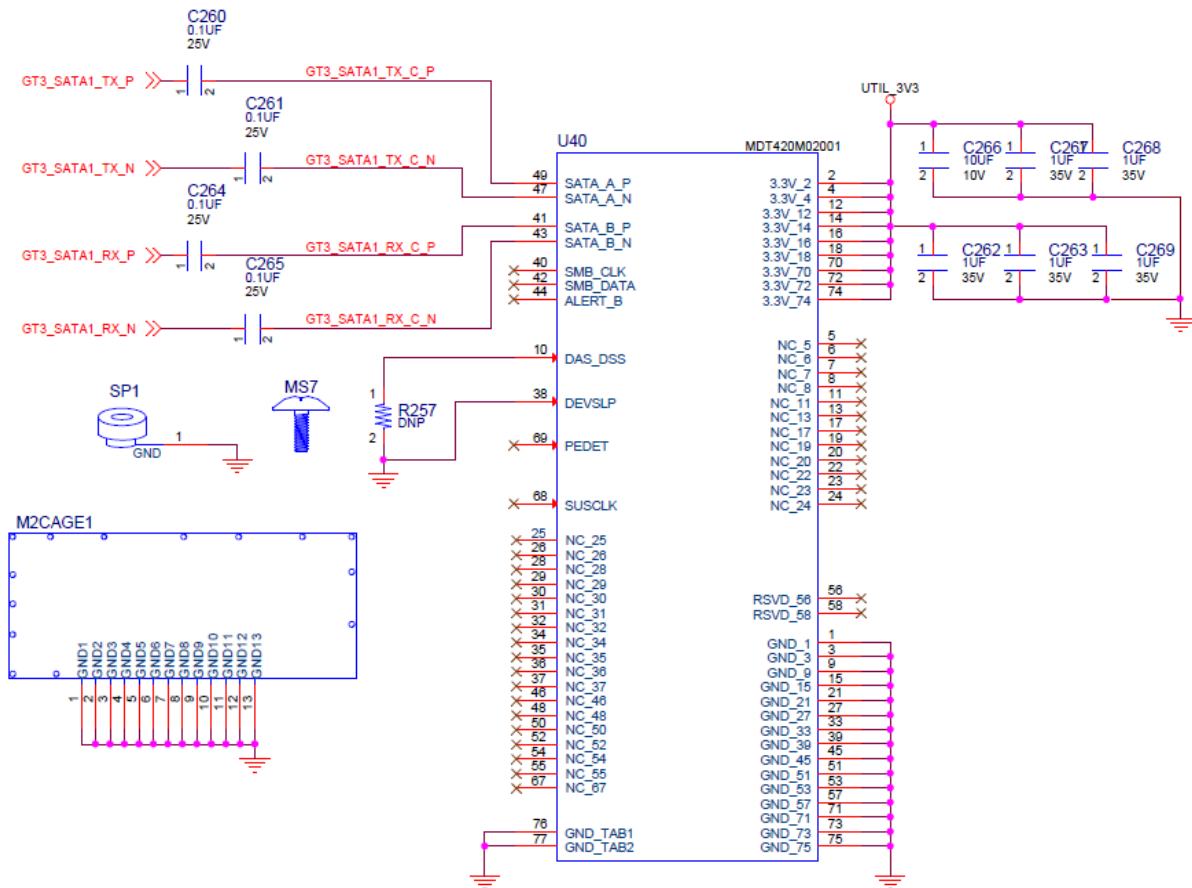 C260
0.1UF
25V
GT3_SATA1_TX_P
1
2
GT3_SATA1_TX_C_P
C261
0.1UF
25V
GT3_SATA1_TX_N
1
2
GT3_SATA1_TX_C_N
C264
0.1UF
25V
GT3_SATA1_RX_P
1
2
GT3_SATA1_RX_C_P
C265
0.1UF
25V
GT3_SATA1_RX_N
1
2
GT3_SATA1_RX_C_N
SP1
1
GND
MS7
1
R257
DNP
2
M2CAGE1
GND1
GND2
GND3
GND4
GND5
GND6
GND7
GND8
GND9
GND10
GND11
GND12
GND13
1
2
3
4
5
6
7
8
9
10
11
12
13
U40
MDT420M02001
49 SATA_A_P
47 SATA_A_N
41 SATA_B_P
43 SATA_B_N
40 SMB_CLK
42 SMB_DATA
44 ALERT_B
10 DAS_DSS
38 DEVSLP
69 PEDET
68 SUSCLK
25 NC_25
26 NC_26
28 NC_28
29 NC_29
30 NC_30
31 NC_31
32 NC_32
34 NC_34
35 NC_35
36 NC_36
37 NC_37
46 NC_46
48 NC_48
50 NC_50
52 NC_52
54 NC_54
55 NC_55
67 NC_67
76 GND_TAB1
77 GND_TAB2
3.3V_2 2
3.3V_4 4
3.3V_12 12
3.3V_14 14
3.3V_16 16
3.3V_18 18
3.3V_70 70
3.3V_72 72
3.3V_74 74
NC_5 5
NC_6 6
NC_7 7
NC_8 8
NC_11 11
NC_13 13
NC_17 17
NC_19 19
NC_20 20
NC_22 22
NC_23 23
NC_24 24
RSVD_56 56
RSVD_58 58
GND_1 1
GND_3 3
GND_9 9
GND_15 15
GND_21 21
GND_27 27
GND_33 33
GND_39 39
GND_45 45
GND_51 51
GND_53 53
GND_57 57
GND_71 71
GND_73 73
GND_75 75
UTIL_3V3
1
2
C266
10UF
10V
1
2
C267
1UF
35V
1
2
C268
1UF
35V
1
2
C262
1UF
35V
1
2
C263
1UF
35V
1
2
C269
1UF
35V